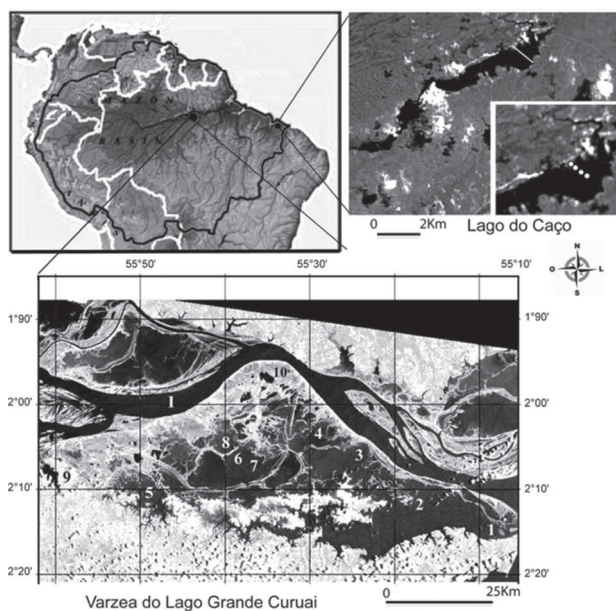 AMAZON
BASIN
0 2Km
Lago do Caço
N
O L
S
55°50' 55°30' 55°10'
1°90'
2°00'
2°10'
2°20'
1°90'
2°00'
2°10'
2°20'
10
1
4
8
6
7
3
9
5
2
1
0 25Km
Varzea do Lago Grande Curuai